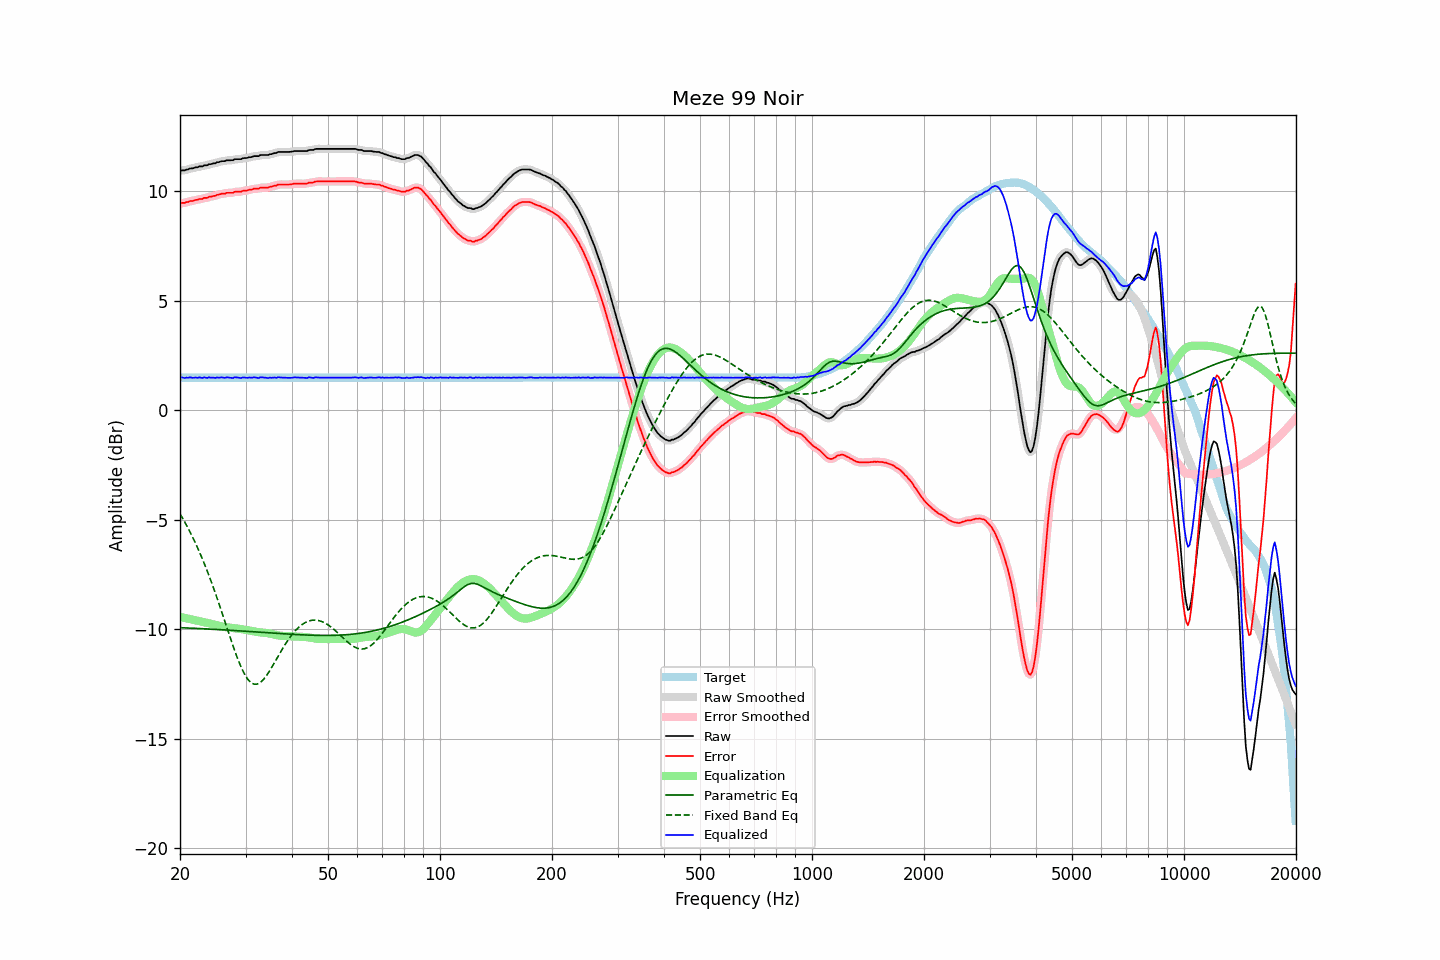 Meze 99 Noir
Amplitude (dBr)
10
5
0
−5
−10
−15
−20
Target
Raw Smoothed
Error Smoothed
Raw
Error
Equalization
Parametric Eq
Fixed Band Eq
Equalized
20 50 100 200 500 1000 2000 5000 10000 20000
Frequency (Hz)